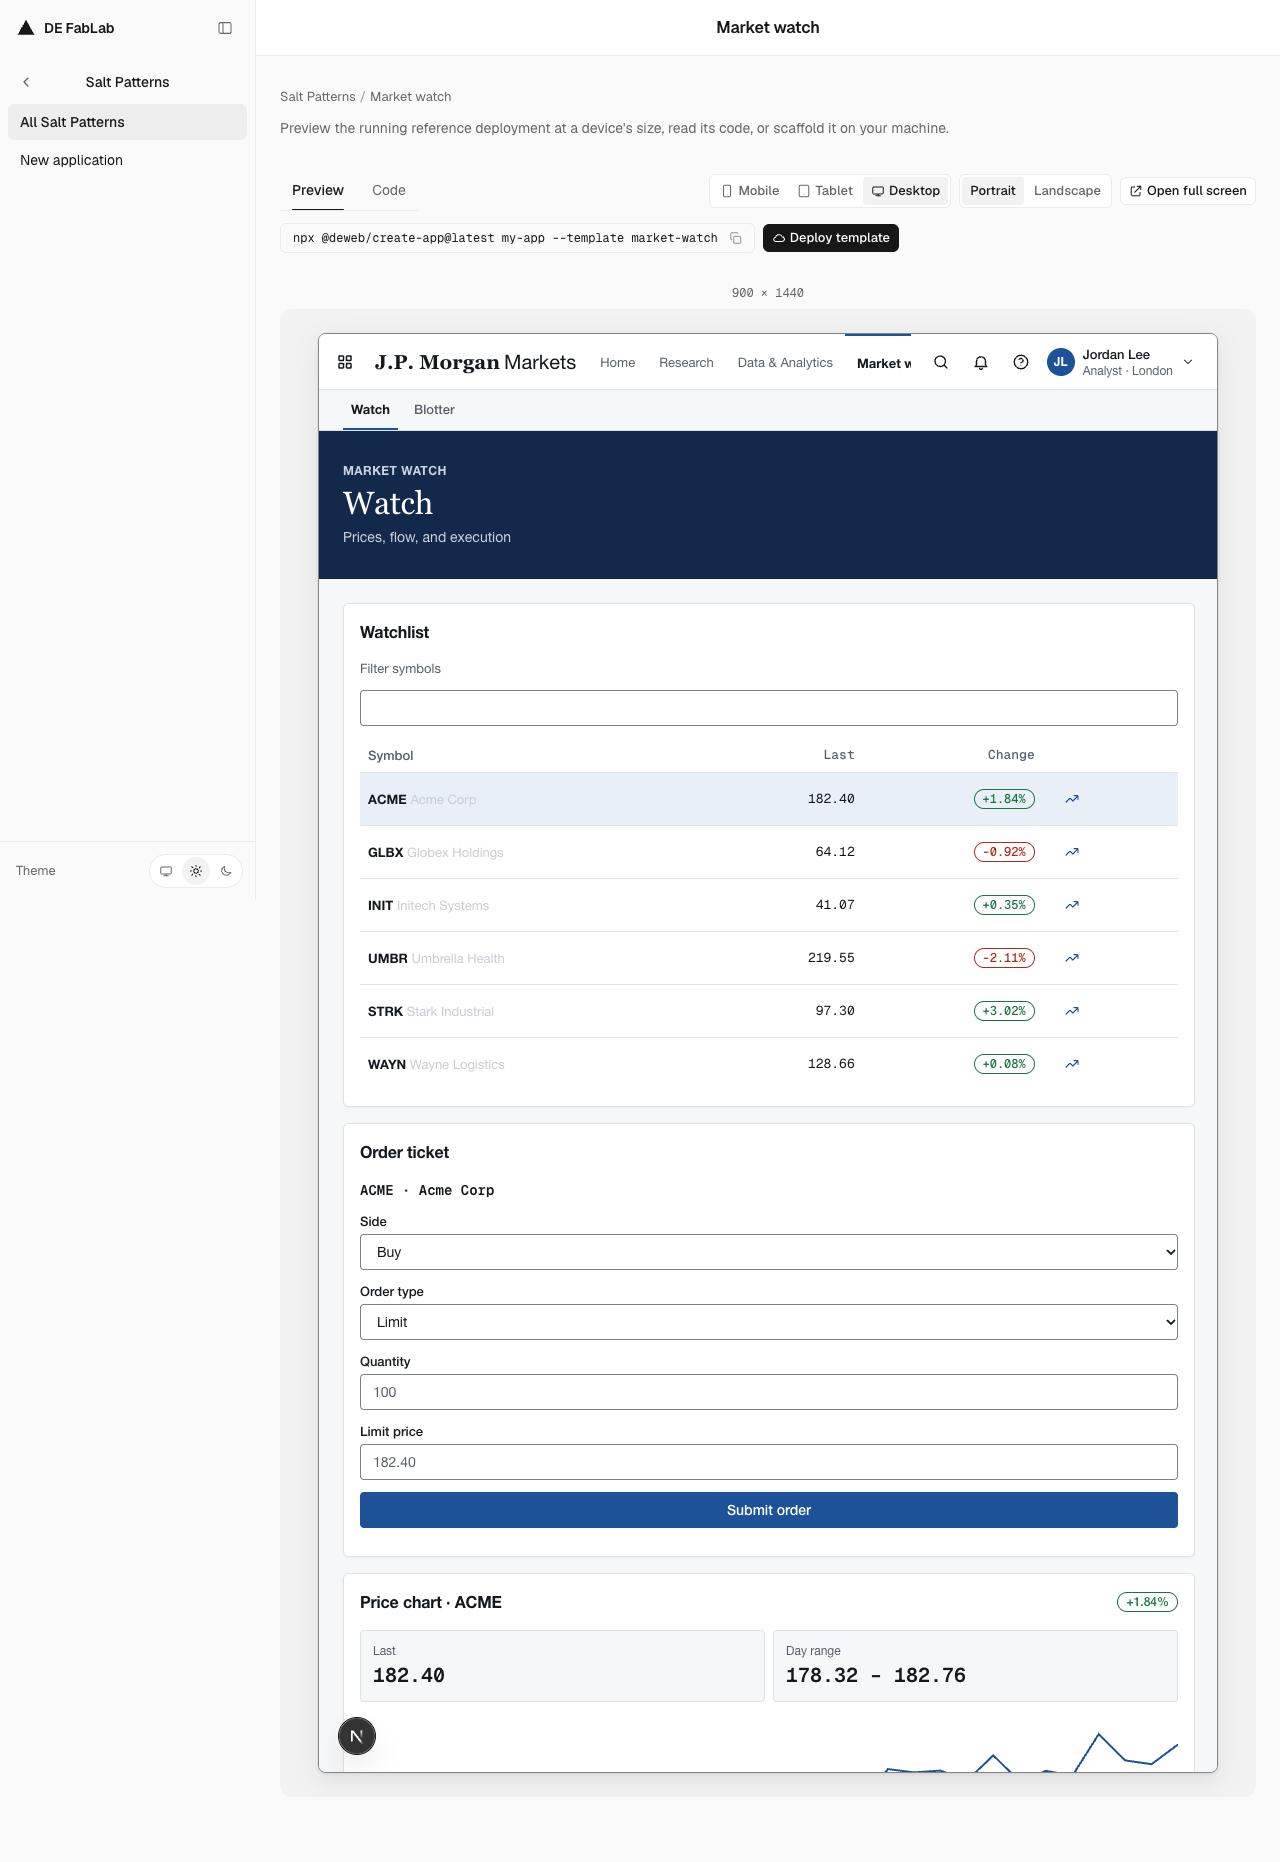 DE FabLab
Market watch
Salt Patterns
All Salt Patterns
New application
Theme
Salt Patterns / Market watch
Preview the running reference deployment at a device's size, read its code, or scaffold it on your machine.
Preview Code
Mobile Tablet Desktop Portrait Landscape Open full screen
npx @deweb/create-app@latest my-app --template market-watch Deploy template
900 × 1440
J.P. Morgan Markets Home Research Data & Analytics Market w JL Jordan Lee
Analyst · London
Watch Blotter
MARKET WATCH
Watch
Prices, flow, and execution
Watchlist
Filter symbols
Symbol Last Change
ACME Acme Corp 182.40 +1.84%
GLBX Globex Holdings 64.12 -0.92%
INIT Initech Systems 41.07 +0.35%
UMBR Umbrella Health 219.55 -2.11%
STRK Stark Industrial 97.30 +3.02%
WAYN Wayne Logistics 128.66 +0.08%
Order ticket
ACME · Acme Corp
Side
Buy
Order type
Limit
Quantity
100
Limit price
182.40
Submit order
Price chart · ACME +1.84%
Last Day range
182.40 178.32 – 182.76
N